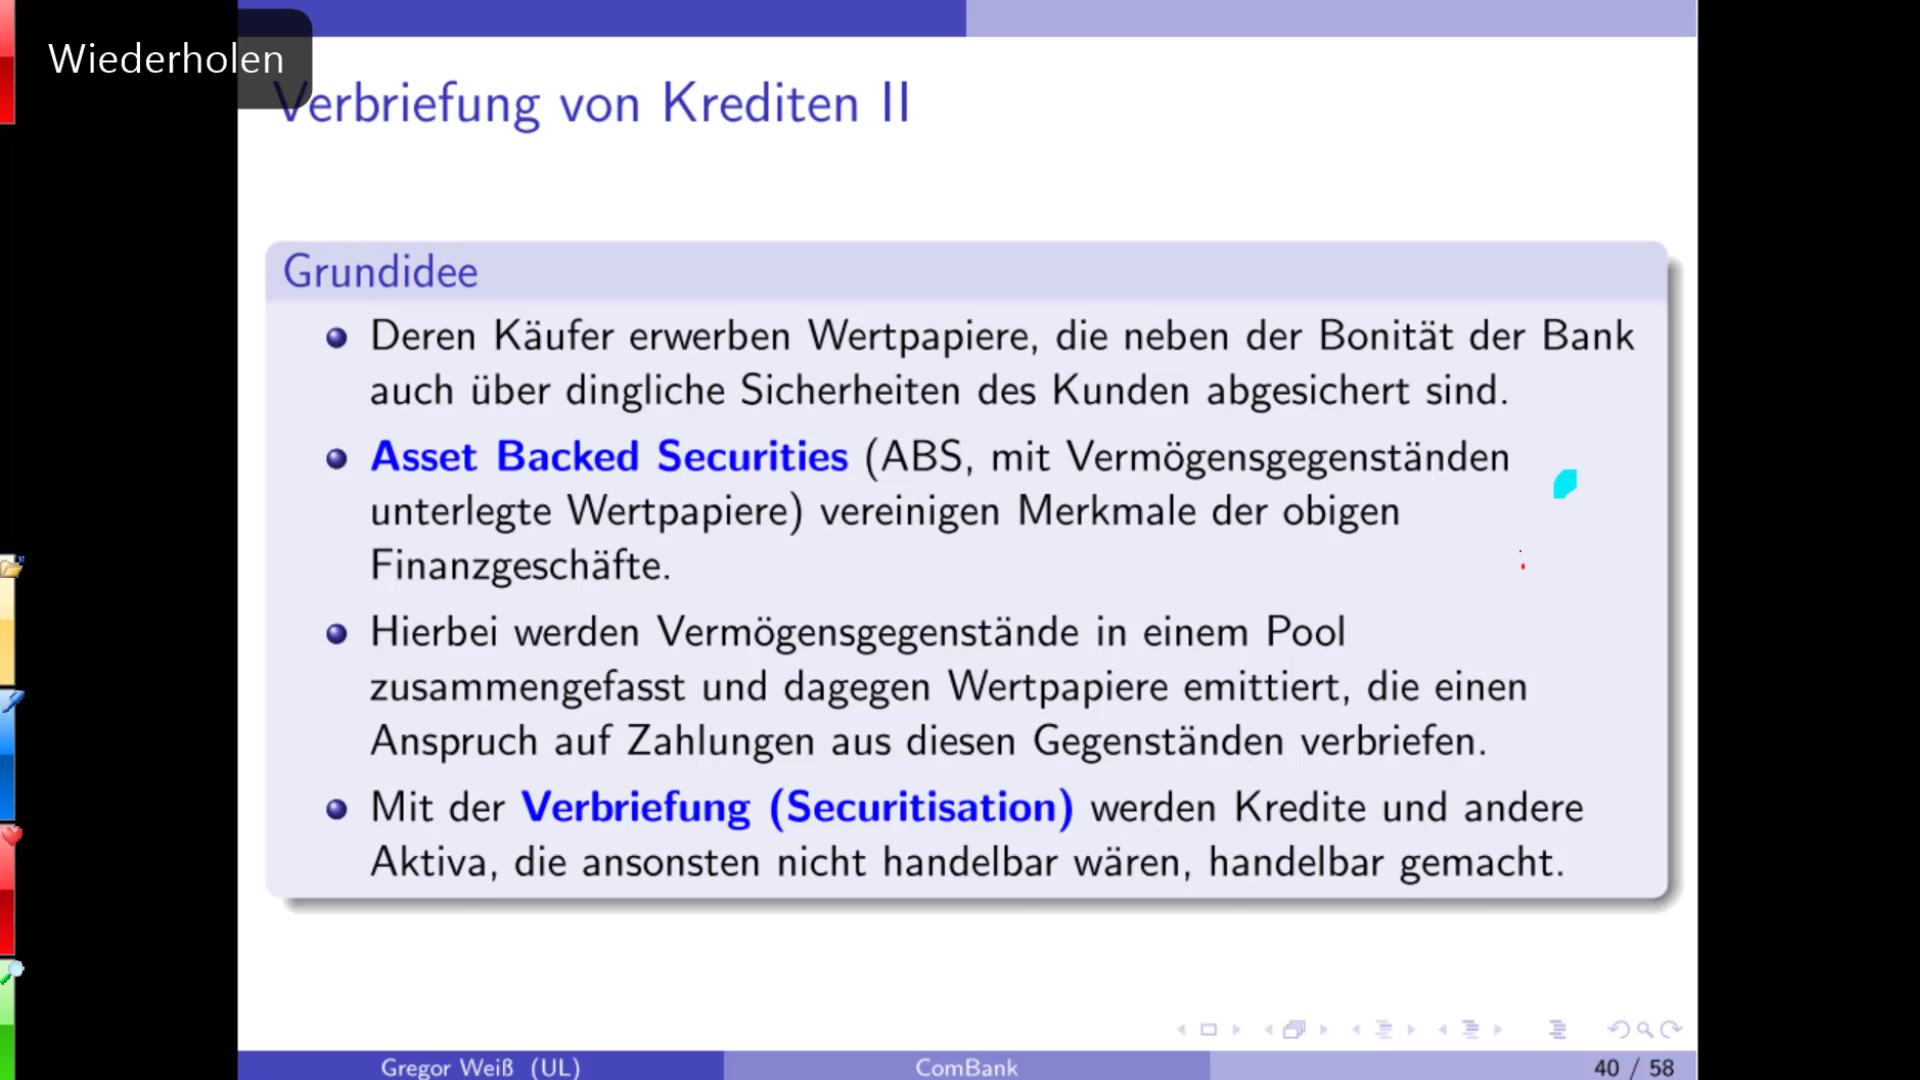 Wiederholen
Verbriefung von Krediten II
Grundidee
Deren Käufer erwerben Wertpapiere, die neben der Bonität der Bank
auch über dingliche Sicherheiten des Kunden abgesichert sind.
Asset Backed Securities (ABS, mit Vermögensgegenständen
unterlegte Wertpapiere) vereinigen Merkmale der obigen
Finanzgeschäfte.
Hierbei werden Vermögensgegenstände in einem Pool
zusammengefasst und dagegen Wertpapiere emittiert, die einen
Anspruch auf Zahlungen aus diesen Gegenständen verbriefen.
Mit der Verbriefung (Securitisation) werden Kredite und andere
Aktiva, die ansonsten nicht handelbar wären, handelbar gemacht.
Gregor Weiß (UL) ComBank 40 / 58